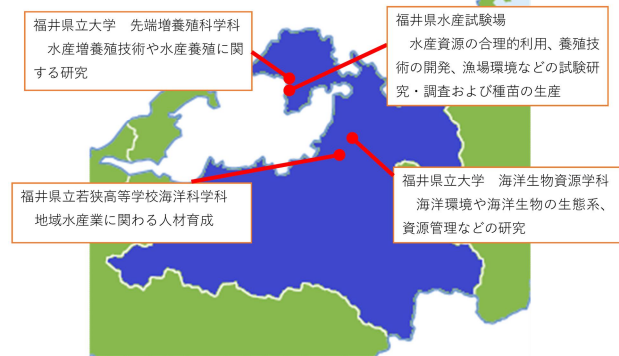 福井県立大学　先端増養殖科学科
　水産増養殖技術や水産養殖に関
する研究
福井県水産試験場
　水産資源の合理的利用、養殖技
術の開発、漁場環境などの試験研
究・調査および種苗の生産
福井県立若狭高等学校海洋科学科
　地域水産業に関わる人材育成
福井県立大学　海洋生物資源学科
　海洋環境や海洋生物の生態系、
資源管理などの研究